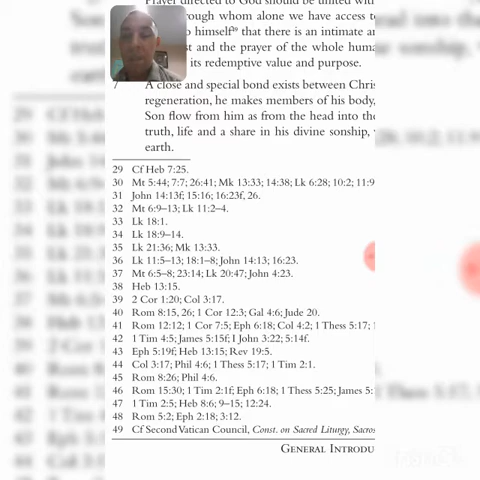 Prayer directed to God should be united wit
Son
rough whom alone we have access t
o himself³⁹ that there is an intimate an
st and the prayer of the whole huma
its redemptive value and purpose.
7 A close and special bond exists between Chris
regeneration, he makes members of his body,
Son flow from him as from the head into the
truth, life and a share in his divine sonship,
earth.
29 Cf Heb 7:25.
30 Mt 5:44; 7:7; 26:41; Mk 13:33; 14:38; Lk 6:28; 10:2; 11:9
31 John 14:13f; 15:16; 16:23f, 26.
32 Mt 6:9–13; Lk 11:2–4.
33 Lk 18:1.
34 Lk 18:9–14.
35 Lk 21:36; Mk 13:33.
36 Lk 11:5–13; 18:1–8; John 14:13; 16:23.
37 Mt 6:5–8; 23:14; Lk 20:47; John 4:23.
38 Heb 13:15.
39 2 Cor 1:20; Col 3:17.
40 Rom 8:15, 26; 1 Cor 12:3; Gal 4:6; Jude 20.
41 Rom 12:12; 1 Cor 7:5; Eph 6:18; Col 4:2; 1 Thess 5:17;
42 1 Tim 4:5; James 5:15f; I John 3:22; 5:14f.
43 Eph 5:19f; Heb 13:15; Rev 19:5.
44 Col 3:17; Phil 4:6; 1 Thess 5:17; 1 Tim 2:1.
45 Rom 8:26; Phil 4:6.
46 Rom 15:30; 1 Tim 2:1f; Eph 6:18; 1 Thess 5:25; James 5:
47 1 Tim 2:5; Heb 8:6; 9–15; 12:24.
48 Rom 5:2; Eph 2:18; 3:12.
49 Cf Second Vatican Council, Const. on Sacred Liturgy, Sacros
GENERAL INTRODU